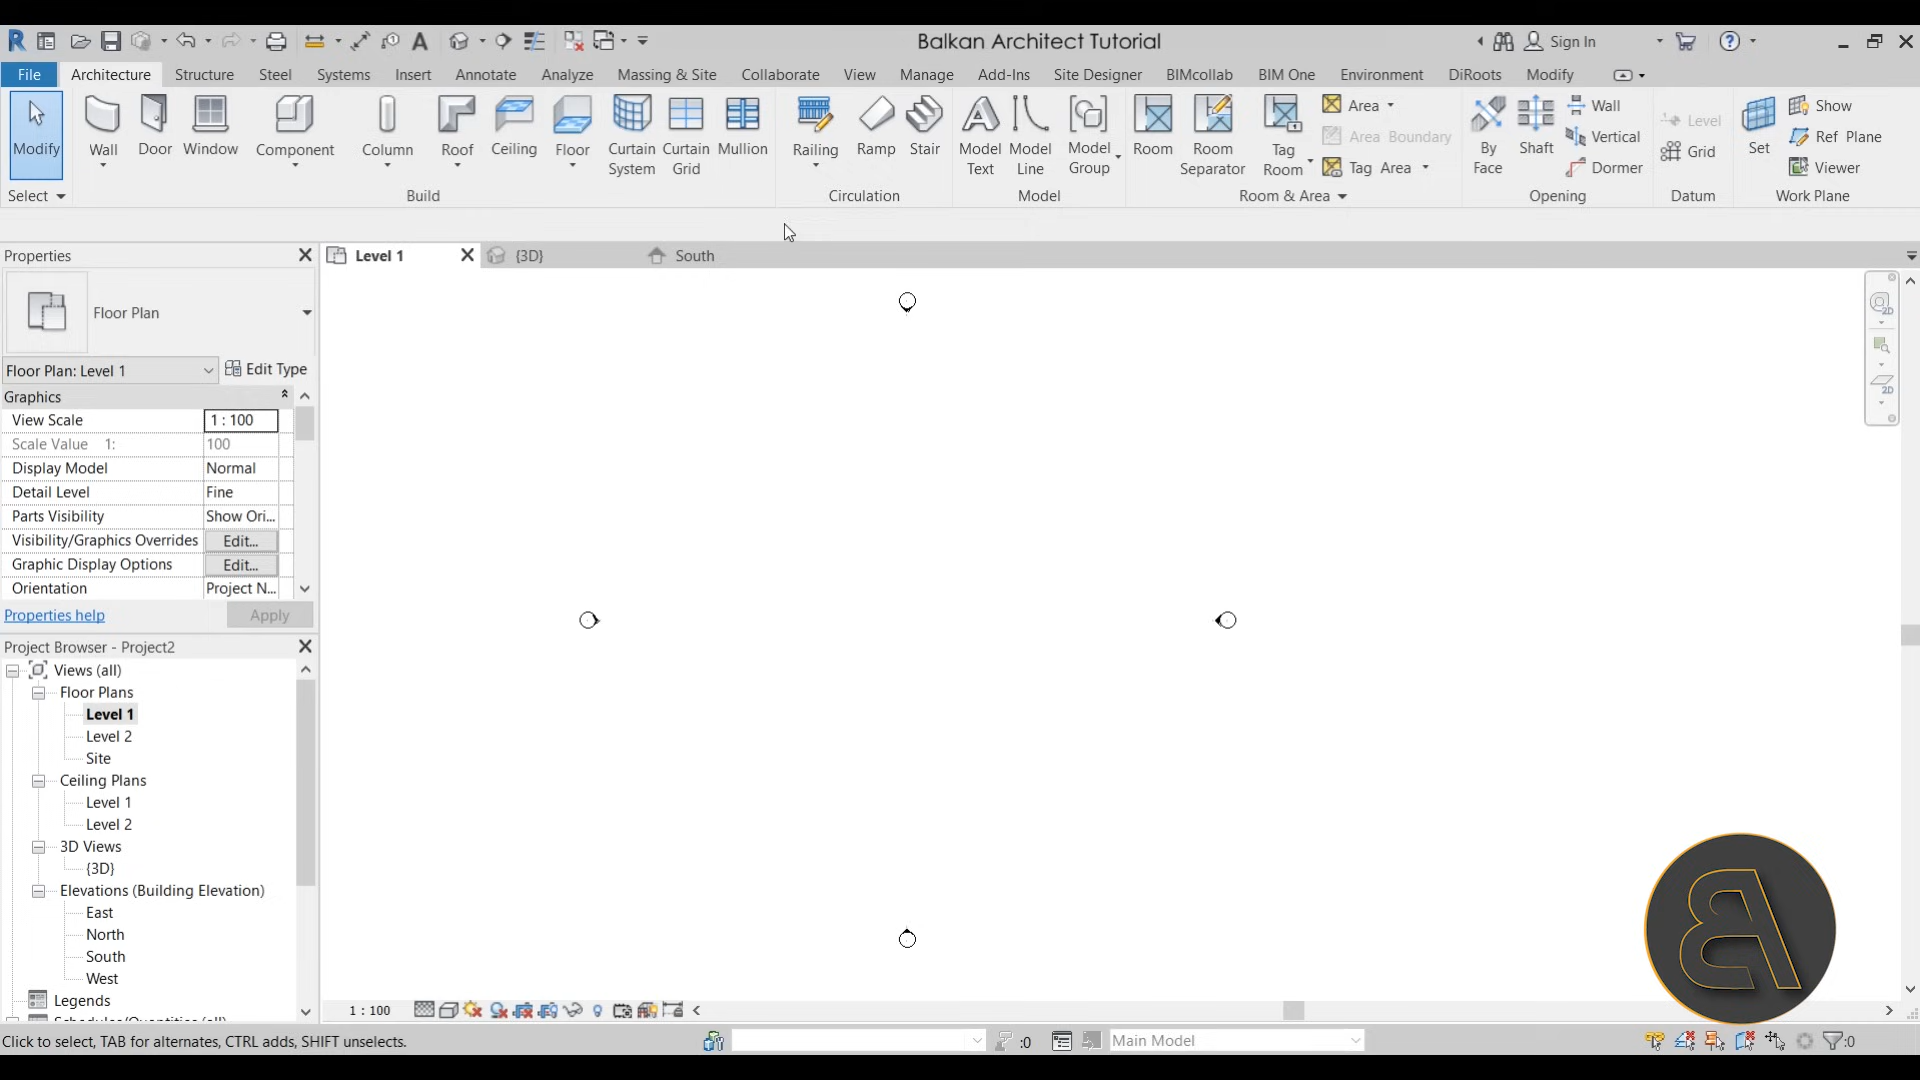 Balkan Architect Tutorial
Sign In
File Architecture Structure Steel Systems Insert Annotate Analyze Massing & Site Collaborate View Manage Add-Ins Site Designer BIMcollab BIM One Environment DiRoots Modify
Modify Wall Door Window Component Column Roof Ceiling Floor Curtain System Curtain Grid Mullion Railing Ramp Stair Model Text Model Line Model Group Room Room Separator Tag Room
Area
Area Boundary
Tag Area
By Face Shaft
Wall
Vertical
Dormer
Level
Grid
Set
Show
Ref Plane
Viewer
Select Build Circulation Model Room & Area Opening Datum Work Plane
Properties
Level 1 {3D} South
Floor Plan
Floor Plan: Level 1 Edit Type
Graphics
View Scale 1 : 100
Scale Value 1: 100
Display Model Normal
Detail Level Fine
Parts Visibility Show Ori...
Visibility/Graphics Overrides Edit...
Graphic Display Options Edit...
Orientation Project N...
Properties help Apply
Project Browser - Project2
Views (all)
Floor Plans
Level 1
Level 2
Site
Ceiling Plans
Level 1
Level 2
3D Views
{3D}
Elevations (Building Elevation)
East
North
South
West
Legends
Schedules/Quantities (all)
1 : 100
Click to select, TAB for alternates, CTRL adds, SHIFT unselects.
:0
Main Model
:0